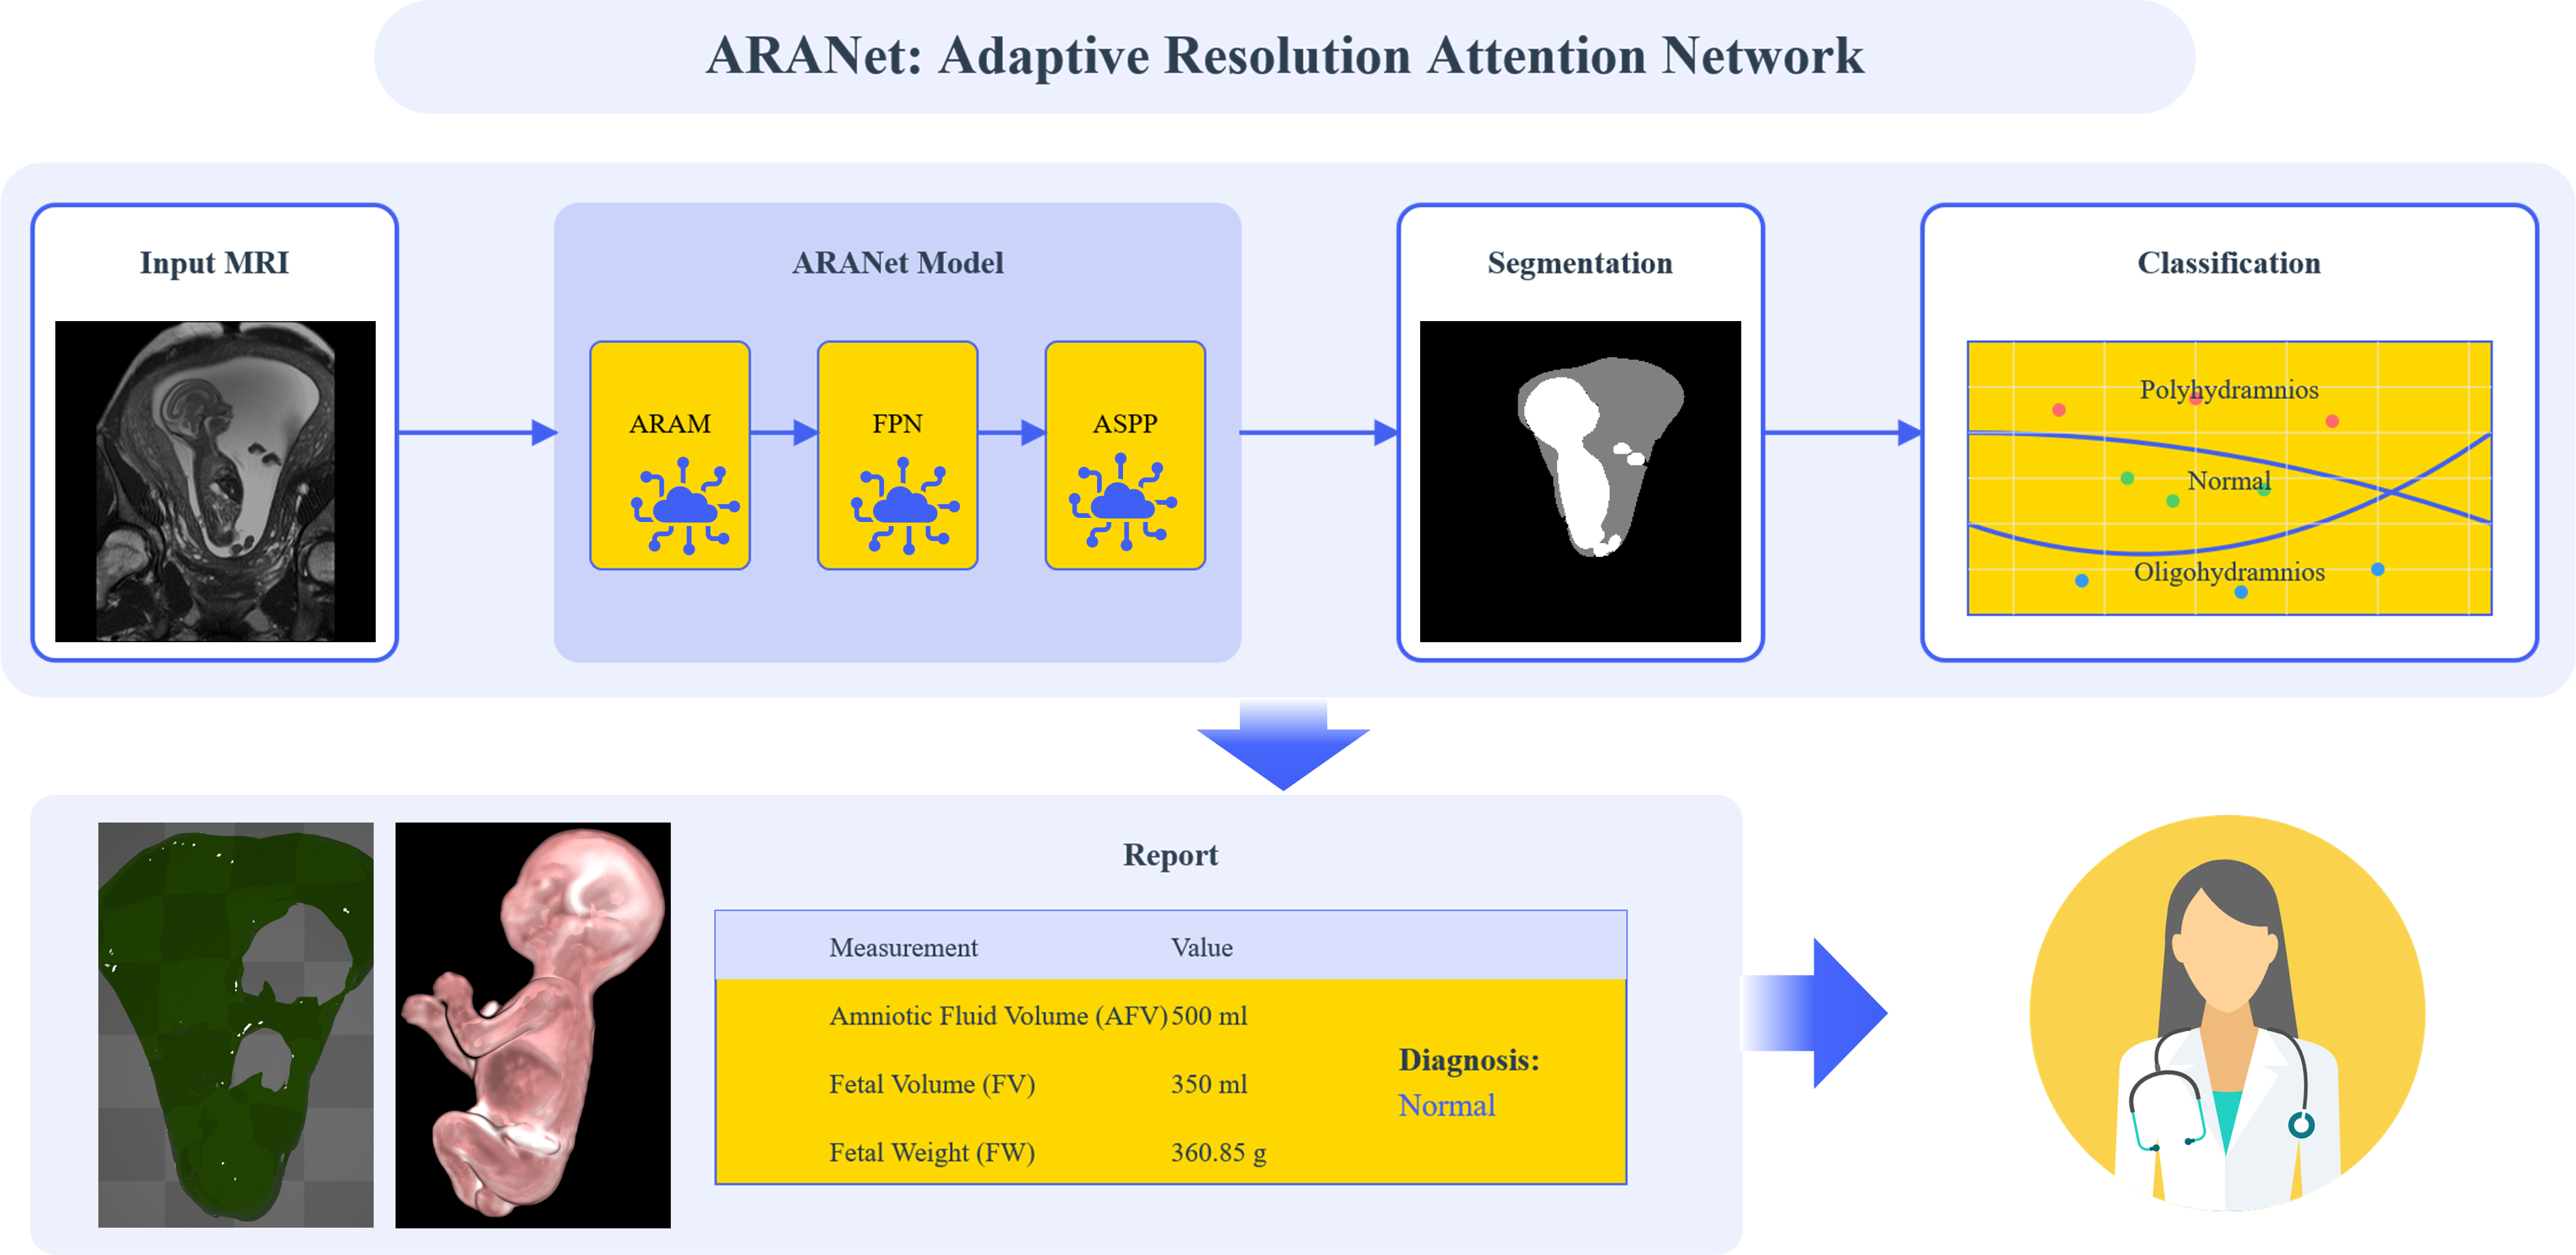 ARANet: Adaptive Resolution Attention Network
Input MRI
ARANet Model
Segmentation
Classification
ARAM
FPN
ASPP
Polyhydramnios
Normal
Oligohydramnios
Report
Measurement Value
Amniotic Fluid Volume (AFV) 500 ml
Fetal Volume (FV) 350 ml
Fetal Weight (FW) 360.85 g
Diagnosis:
Normal